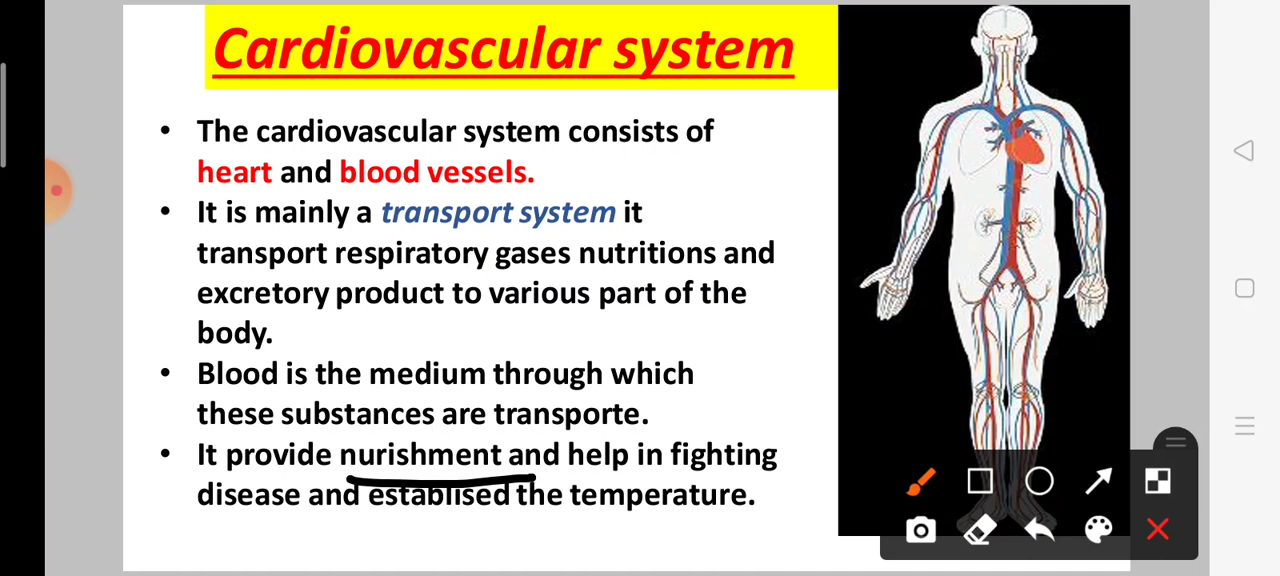 Cardiovascular system
• The cardiovascular system consists of
heart and blood vessels.
• It is mainly a transport system it
transport respiratory gases nutritions and
excretory product to various part of the
body.
• Blood is the medium through which
these substances are transporte.
• It provide nurishment and help in fighting
disease and establised the temperature.